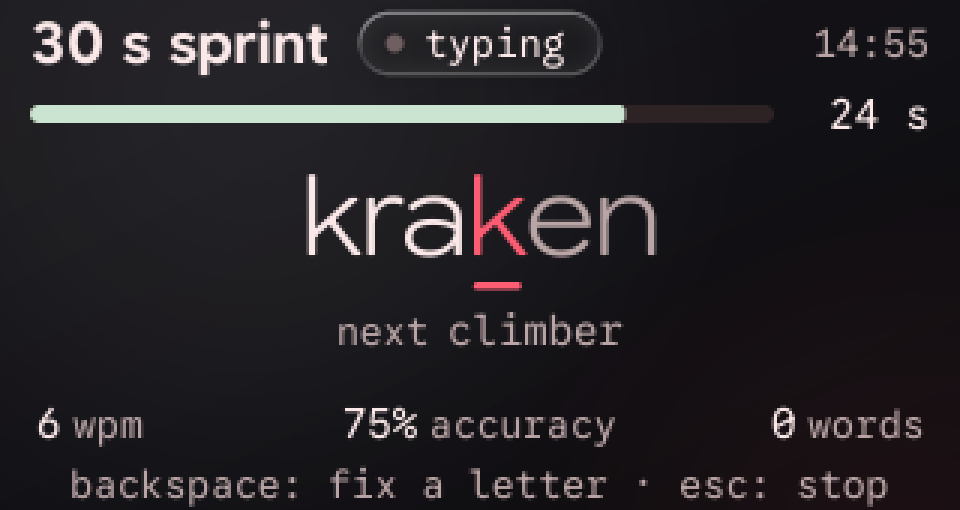 30 s sprint typing 14:55
24 s
kraken
next climber
6 wpm 75% accuracy 0 words
backspace: fix a letter · esc: stop